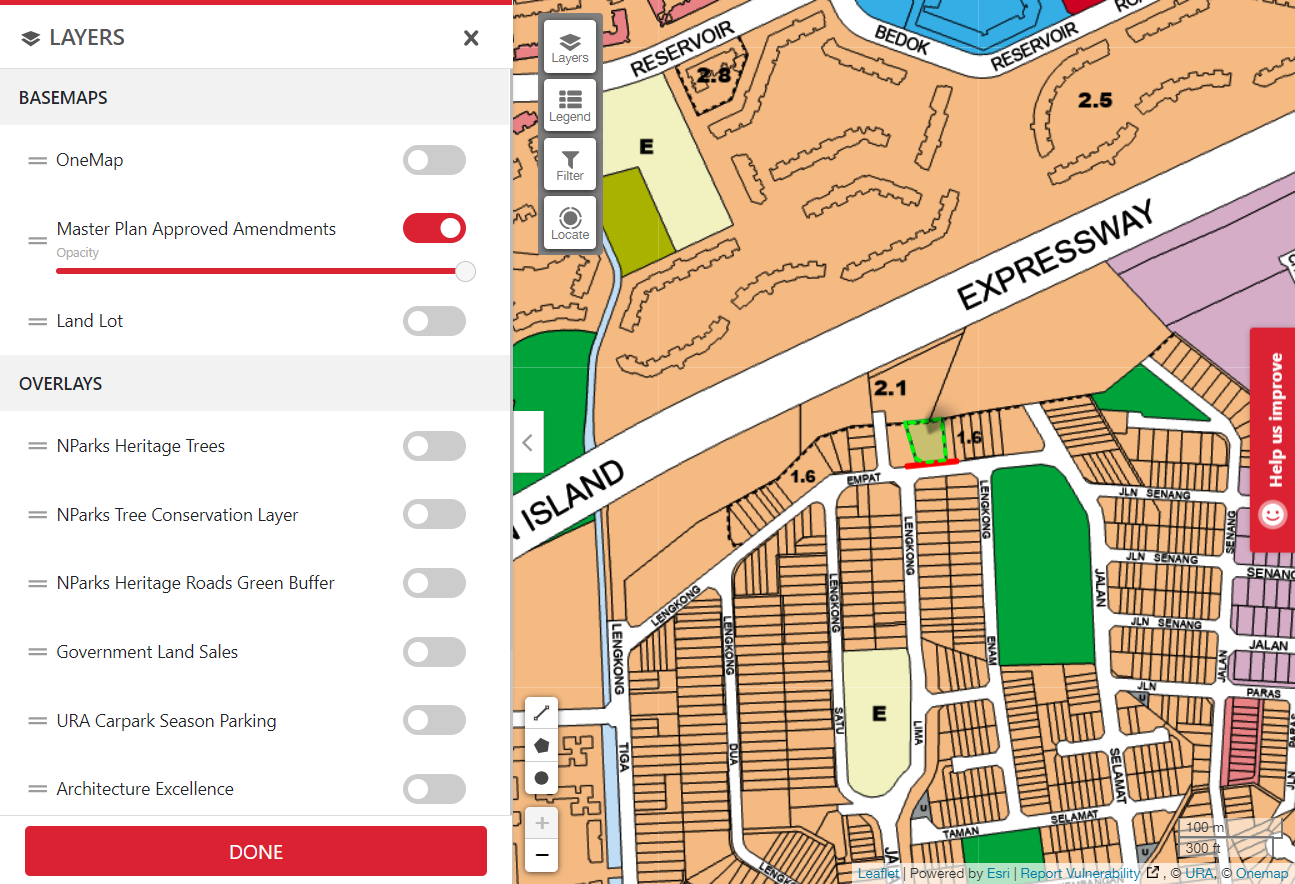 LAYERS
BASEMAPS
OneMap
Master Plan Approved Amendments
Opacity
Land Lot
OVERLAYS
NParks Heritage Trees
NParks Tree Conservation Layer
NParks Heritage Roads Green Buffer
Government Land Sales
URA Carpark Season Parking
Architecture Excellence
DONE
Layers
Legend
Filter
Locate
RESERVOIR
BEDOK
RESERVOIR
2.8
2.5
E
EXPRESSWAY
2.1
1.6
1.6
ISLAND
EMPAT
LENGKONG
LENGKONG
LENGKONG
LENGKONG
LENGKONG
LENGKONG
JLN SENANG
JLN SENANG
JLN SENANG
SENANG
SENANG
JALAN
JALAN
JALAN
JLN
PARAS
PARAS
JLN
ENAM
E
SATU
LIMA
DUA
TIGA
U
U
U
SELAMAT
SELAMAT
TAMAN
LENGKONG
Help us improve
100 m
300 ft
Leaflet | Powered by Esri | Report Vulnerability , © URA, © Onemap